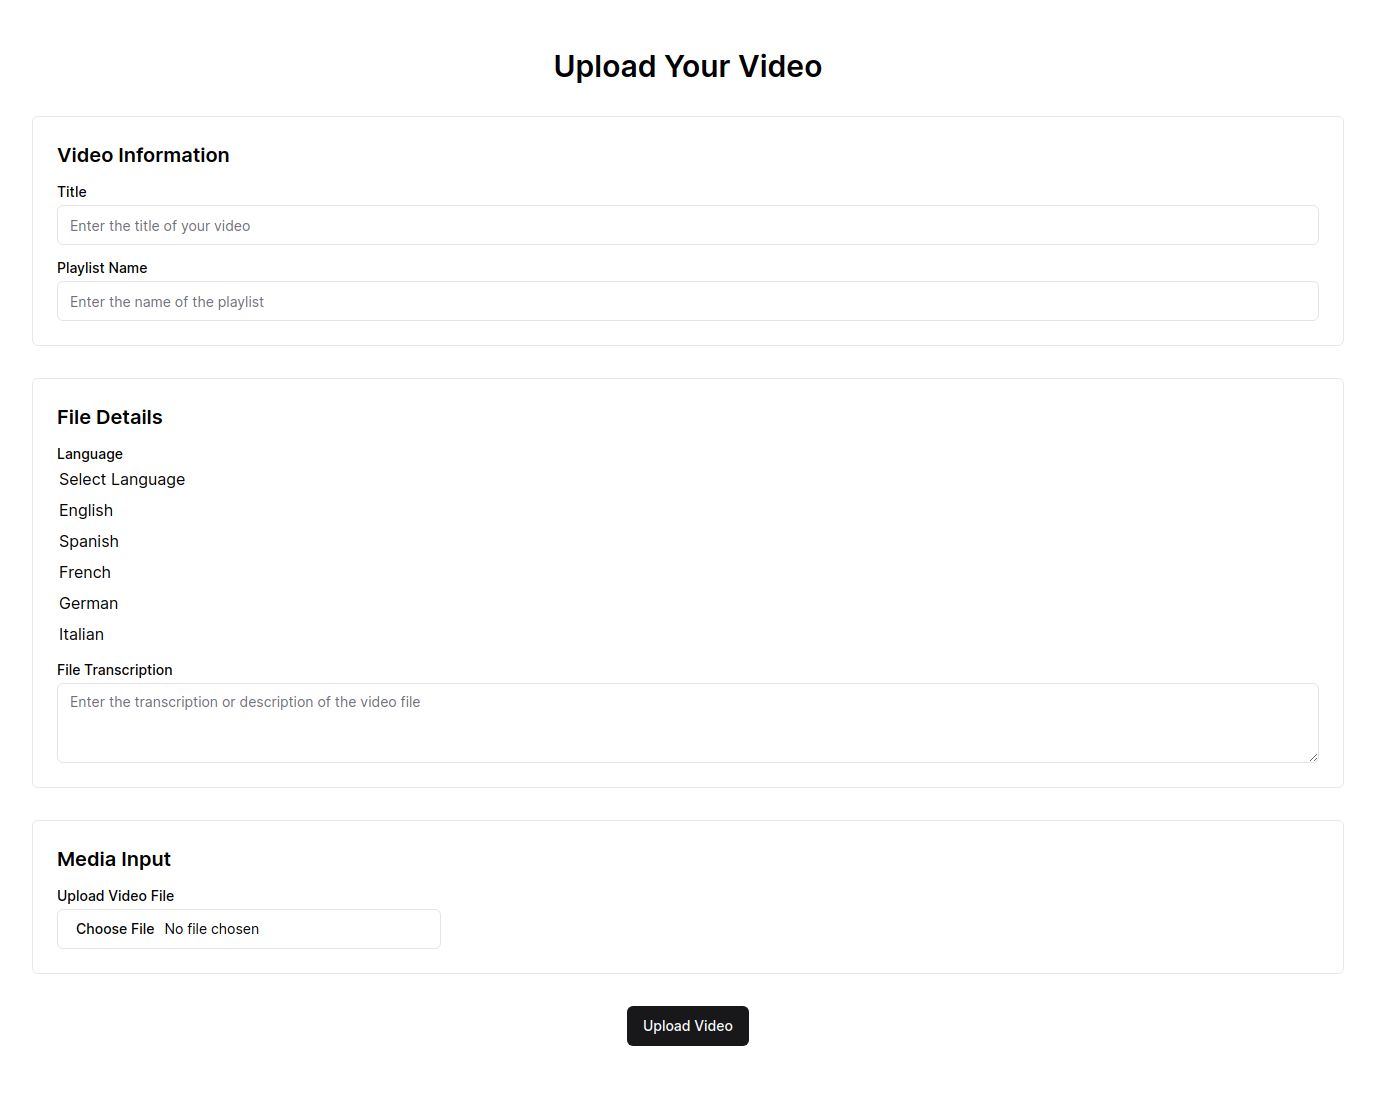 Upload Your Video
Video Information
Title
Enter the title of your video
Playlist Name
Enter the name of the playlist
File Details
Language
Select Language
English
Spanish
French
German
Italian
File Transcription
Enter the transcription or description of the video file
Media Input
Upload Video File
Choose File No file chosen
Upload Video